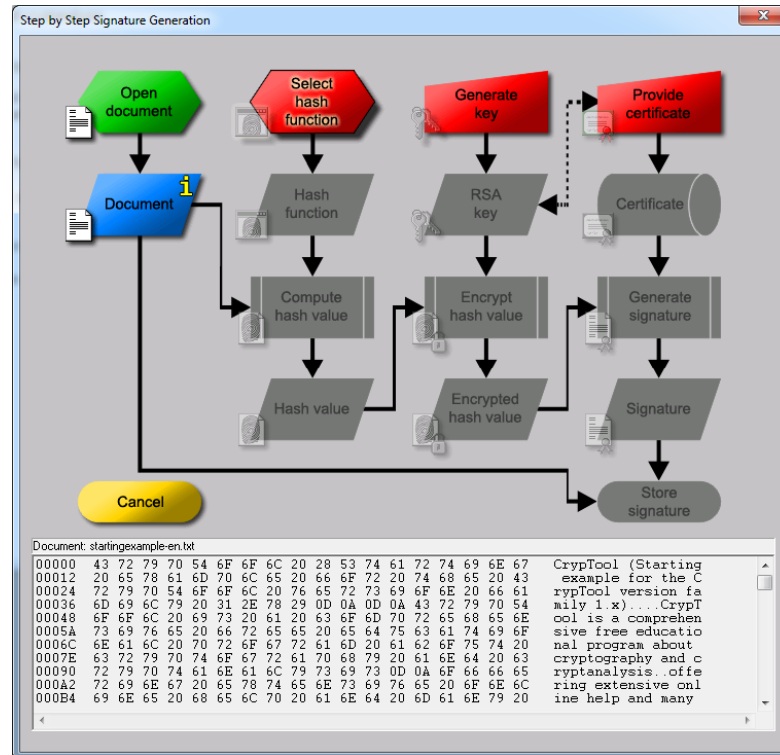 Step by Step Signature Generation
Open
document
Select
hash
function
Generate
key
Provide
certificate
Document
i
Hash
function
RSA
key
Certificate
Compute
hash value
Encrypt
hash value
Generate
signature
Hash value
Encrypted
hash value
Signature
Cancel
Store
signature
Document: startingexample-en.txt
00000 43 72 79 70 54 6F 6F 6C 20 28 53 74 61 72 74 69 6E 67 CrypTool (Starting
00012 20 65 78 61 6D 70 6C 65 20 66 6F 72 20 74 68 65 20 43  example for the C
00024 72 79 70 54 6F 6F 6C 20 76 65 72 73 69 6F 6E 20 66 61 rypTool version fa
00036 6D 69 6C 79 20 31 2E 78 29 0D 0A 0D 0A 43 72 79 70 54 mily 1.x)....CrypT
00048 6F 6F 6C 20 69 73 20 61 20 63 6F 6D 70 72 65 68 65 6E ool is a comprehen
0005A 73 69 76 65 20 66 72 65 65 20 65 64 75 63 61 74 69 6F sive free educatio
0006C 6E 61 6C 20 70 72 6F 67 72 61 6D 20 61 62 6F 75 74 20 nal program about
0007E 63 72 79 70 74 6F 67 72 61 70 68 79 20 61 6E 64 20 63 cryptography and c
00090 72 79 70 74 61 6E 61 6C 79 73 69 73 0D 0A 6F 66 66 65 ryptanalysis..offe
000A2 72 69 6E 67 20 65 78 74 65 6E 73 69 76 65 20 6F 6E 6C ring extensive onl
000B4 69 6E 65 20 68 65 6C 70 20 61 6E 64 20 6D 61 6E 79 20 ine help and many